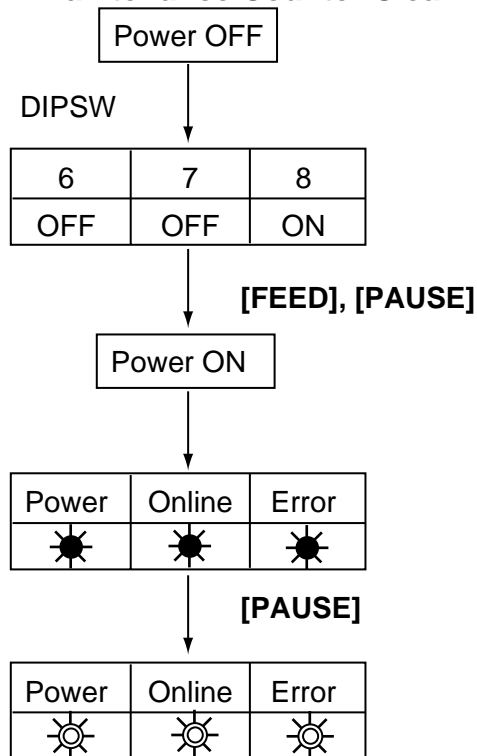 Power OFF
DIPSW
6 7 8
OFF OFF ON
[FEED], [PAUSE]
Power ON
Power Online Error
[PAUSE]
Power Online Error